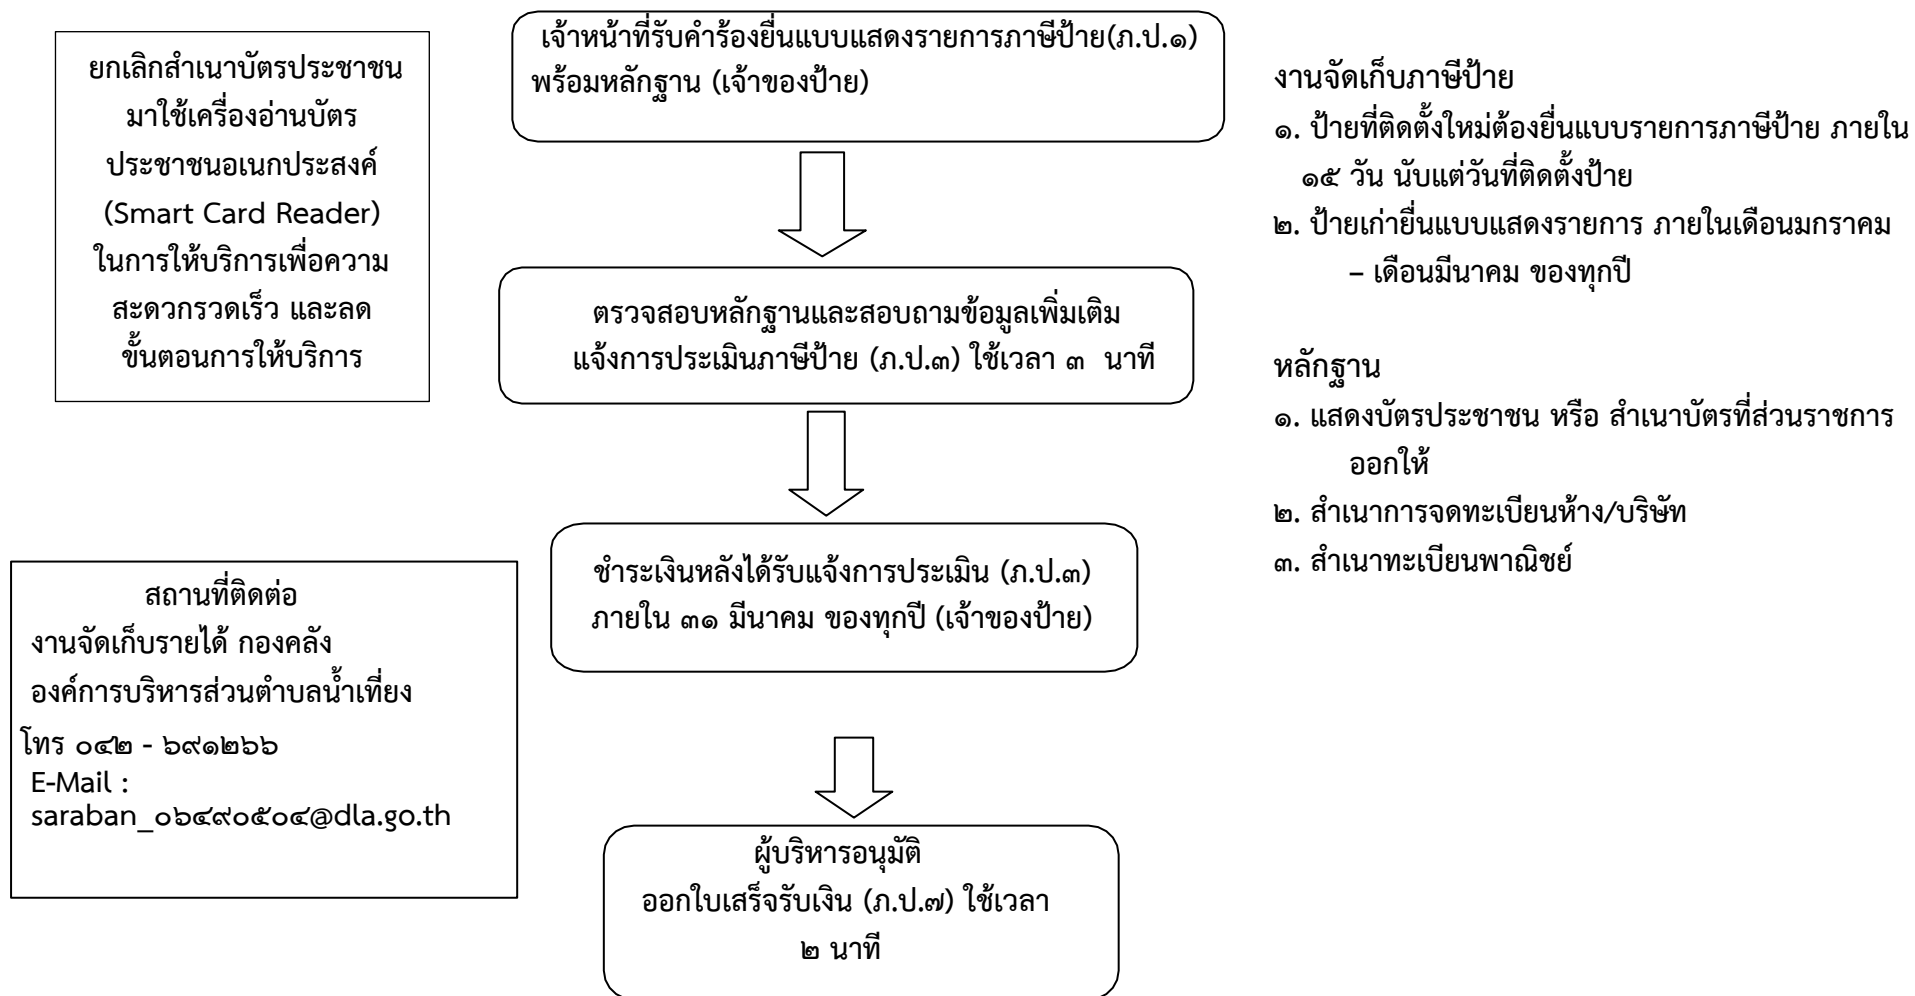 ยกเลิกสำเนาบัตรประชาชน
มาใช้เครื่องอ่านบัตร
ประชาชนอเนกประสงค์
(Smart Card Reader)
ในการให้บริการเพื่อความ
สะดวกรวดเร็ว และลด
ขั้นตอนการให้บริการ
เจ้าหน้าที่รับคำร้องยื่นแบบแสดงรายการภาษีป้าย(ภ.ป.๑)
พร้อมหลักฐาน (เจ้าของป้าย)
ตรวจสอบหลักฐานและสอบถามข้อมูลเพิ่มเติม
แจ้งการประเมินภาษีป้าย (ภ.ป.๓) ใช้เวลา ๓ นาที
ชำระเงินหลังได้รับแจ้งการประเมิน (ภ.ป.๓)
ภายใน ๓๑ มีนาคม ของทุกปี (เจ้าของป้าย)
ผู้บริหารอนุมัติ
ออกใบเสร็จรับเงิน (ภ.ป.๗) ใช้เวลา
๒ นาที
งานจัดเก็บภาษีป้าย
๑. ป้ายที่ติดตั้งใหม่ต้องยื่นแบบรายการภาษีป้าย ภายใน
๑๕ วัน นับแต่วันที่ติดตั้งป้าย
๒. ป้ายเก่ายื่นแบบแสดงรายการ ภายในเดือนมกราคม
– เดือนมีนาคม ของทุกปี
หลักฐาน
๑. แสดงบัตรประชาชน หรือ สำเนาบัตรที่ส่วนราชการ
ออกให้
๒. สำเนาการจดทะเบียนห้าง/บริษัท
๓. สำเนาทะเบียนพาณิชย์
สถานที่ติดต่อ
งานจัดเก็บรายได้ กองคลัง
องค์การบริหารส่วนตำบลน้ำเที่ยง
โทร ๐๔๒ - ๖๙๑๒๖๖
E-Mail :
saraban_๐๖๔๙๐๕๐๔@dla.go.th